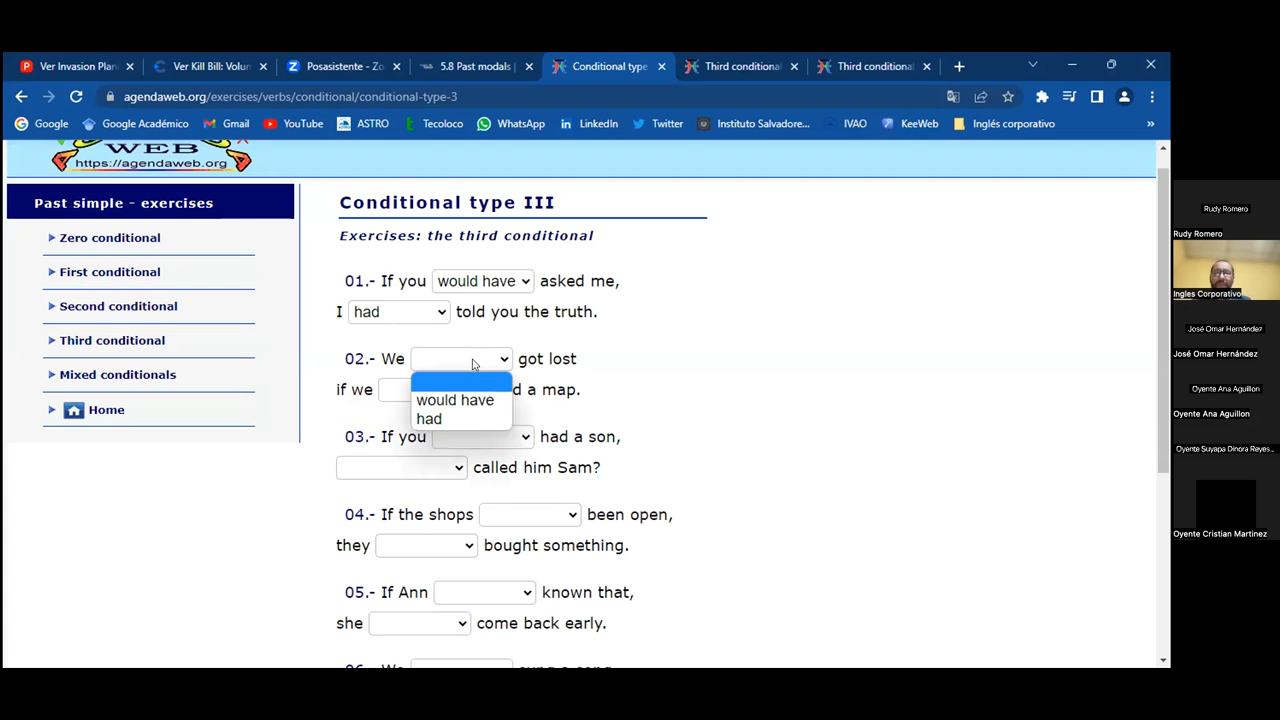 Ver Invasion Plan
Ver Kill Bill: Volun
Posasistente - Zo
5.8 Past modals |
Conditional type
Third conditional
Third conditional
agendaweb.org/exercises/verbs/conditional/conditional-type-3
Google
Google Académico
Gmail
YouTube
ASTRO
Tecoloco
WhatsApp
LinkedIn
Twitter
Instituto Salvadore...
IVAO
KeeWeb
Inglés corporativo
»
WEB
https://agendaweb.org
Past simple - exercises
Zero conditional
First conditional
Second conditional
Third conditional
Mixed conditionals
Home
Conditional type III
Exercises: the third conditional
01.- If you would have asked me,
I had told you the truth.
02.- We got lost
if we d a map.
would have
had
03.- If you had a son,
called him Sam?
04.- If the shops been open,
they bought something.
05.- If Ann known that,
she come back early.
06.- We sung a song
Rudy Romero
Rudy Romero
Ingles Corporativo
José Omar Hernández
José Omar Hernández
Oyente Ana Aguillon
Oyente Ana Aguillon
Oyente Suyapa Dinora Reyes...
Oyente Cristian Martinez